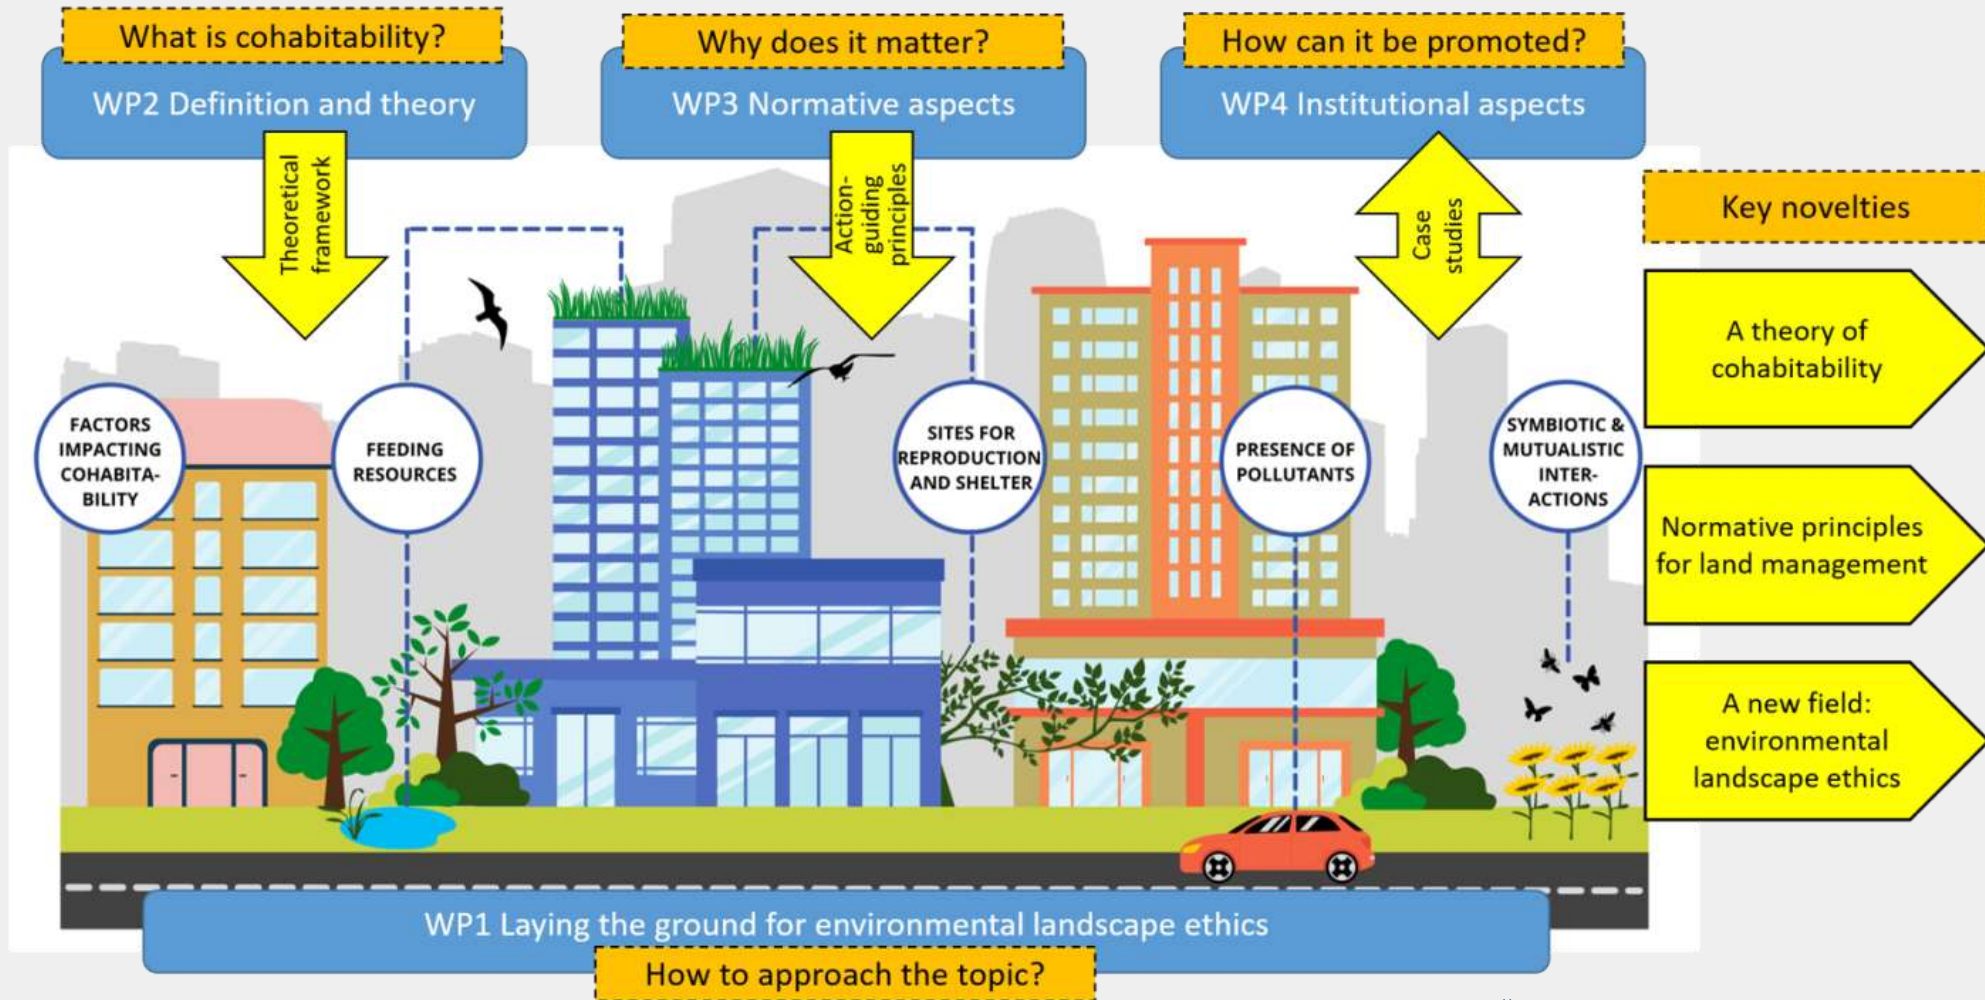 What is cohabitability?
WP2 Definition and theory
Why does it matter?
WP3 Normative aspects
How can it be promoted?
WP4 Institutional aspects
Theoretical
framework
Action-
guiding
principles
Case
studies
Key novelties
A theory of
cohabitability
Normative principles
for land management
A new field:
environmental
landscape ethics
FACTORS
IMPACTING
COHABITA-
BILITY
FEEDING
RESOURCES
SITES FOR
REPRODUCTION
AND SHELTER
PRESENCE OF
POLLUTANTS
SYMBIOTIC &
MUTUALISTIC
INTER-
ACTIONS
WP1 Laying the ground for environmental landscape ethics
How to approach the topic?